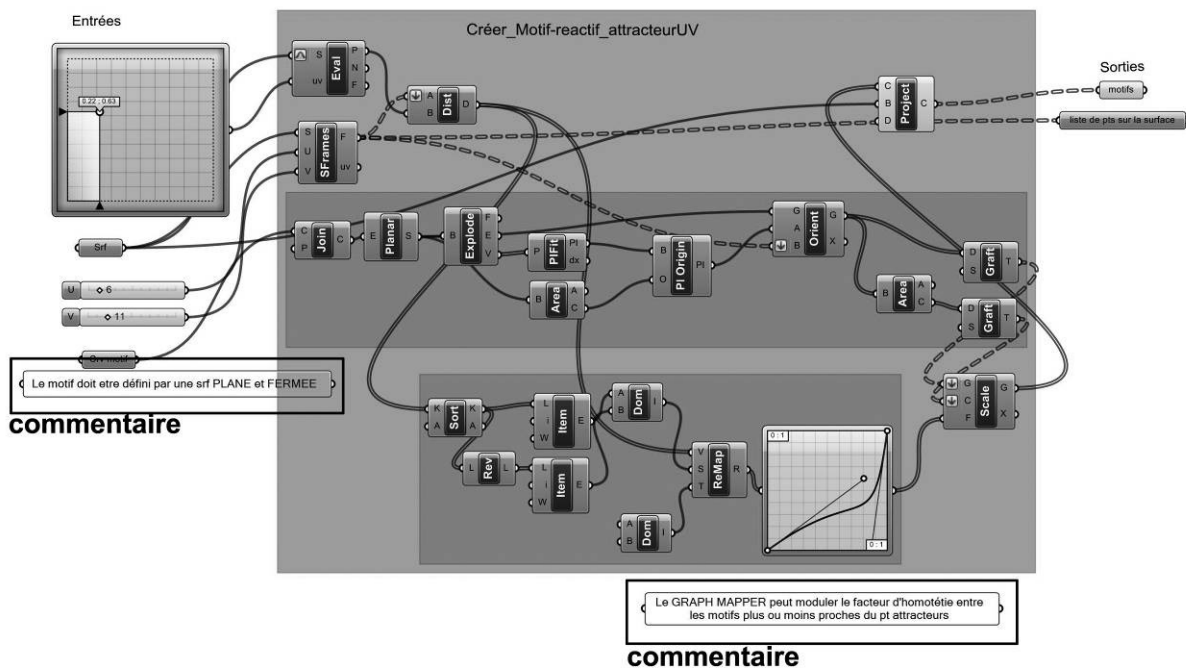 Entrées
Créer_Motif-reactif_attracteurUV
Sorties
0.22 ; 0.63
S
uv
Eval
P
N
F
A
B
Dist
D
C
B
D
Project
C
motifs
liste de pts sur la surface
S
U
V
SFrames
F
uv
Srf
C
P
Join
C
E
Planar
S
B
Explode
F
E
V
P
PlFit
Pl
dx
B
Area
A
C
B
O
Pl Origin
Pl
G
A
B
Orient
G
X
B
Area
A
C
D
S
Graft
T
D
S
Graft
T
U
6
V
11
Le motif doit etre défini par une srf PLANE et FERMEE
commentaire
K
A
Sort
K
A
L
Rev
L
L
i
W
Item
E
L
i
W
Item
E
A
B
Dom
I
A
B
Dom
I
V
S
T
ReMap
R
0 : 1
0 : 1
G
C
F
Scale
G
X
Le GRAPH MAPPER peut moduler le facteur d'homotétie entre
les motifs plus ou moins proches du pt attracteurs
commentaire